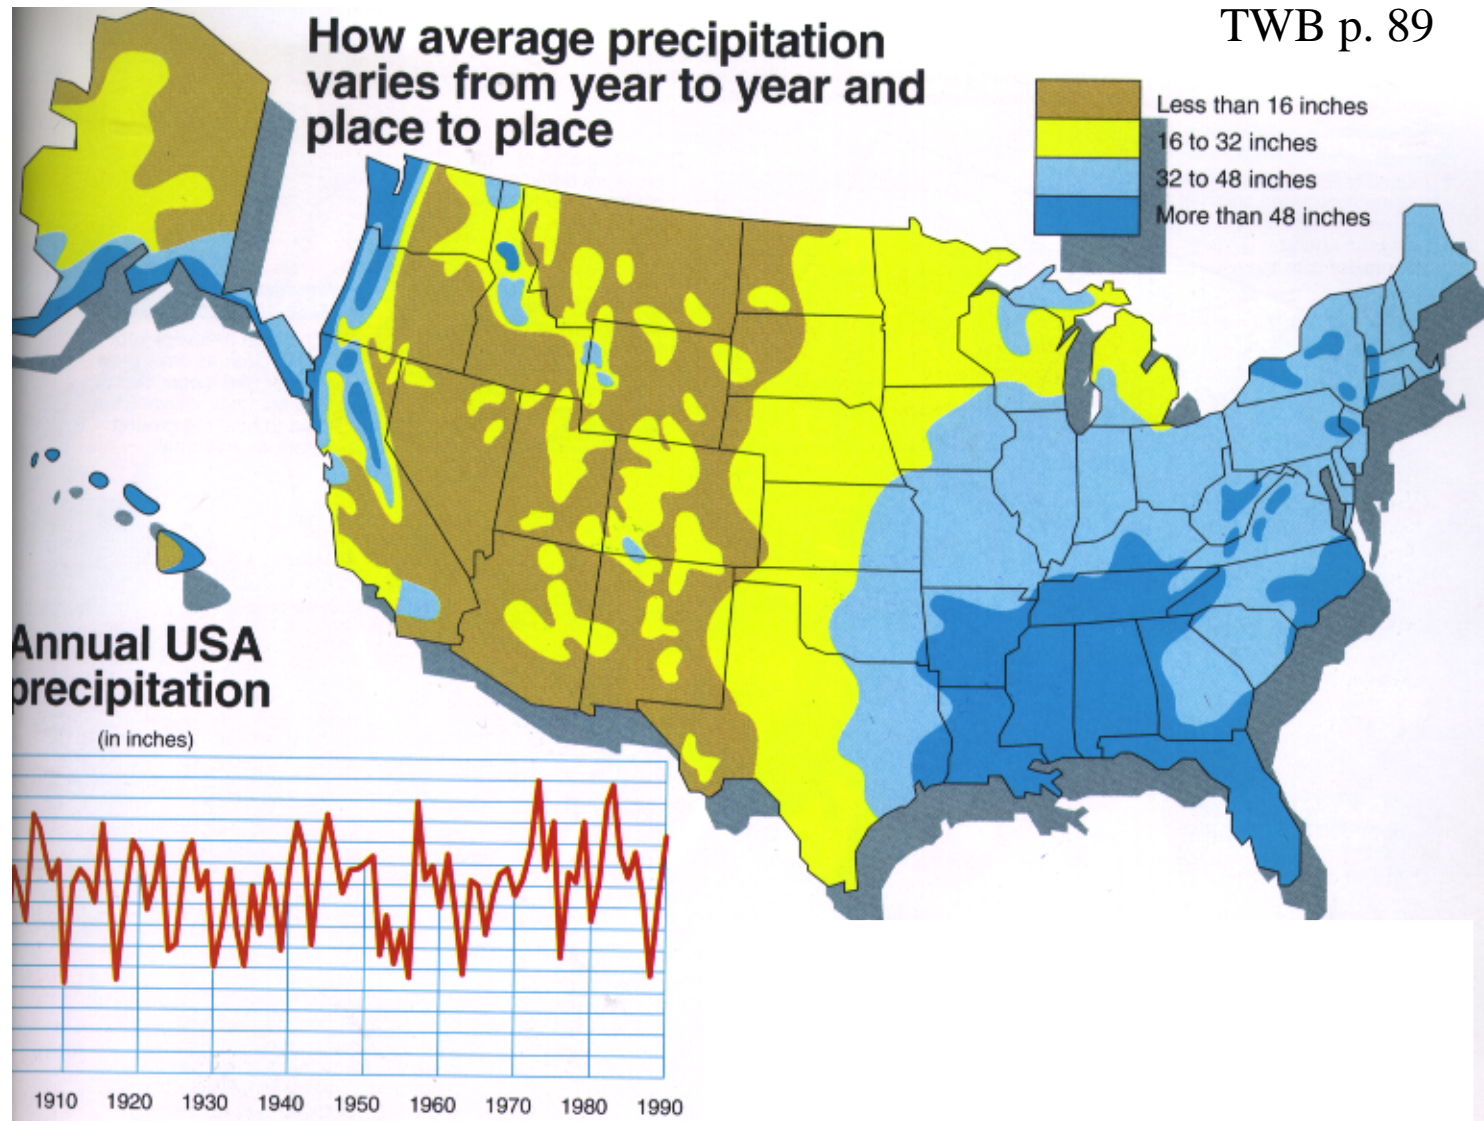 TWB p. 89
How average precipitation
varies from year to year and
place to place
Less than 16 inches
16 to 32 inches
32 to 48 inches
More than 48 inches
Annual USA
precipitation
(in inches)
1910 1920 1930 1940 1950 1960 1970 1980 1990